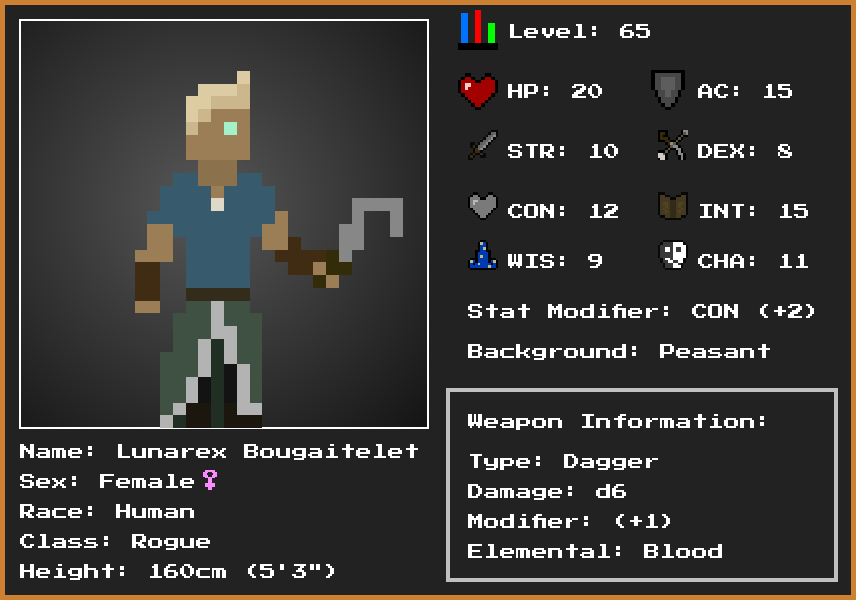 Level: 65
HP: 20 AC: 15
STR: 10 DEX: 8
CON: 12 INT: 15
WIS: 9 CHA: 11
Stat Modifier: CON (+2)
Background: Peasant
Weapon Information:
Type: Dagger
Damage: d6
Modifier: (+1)
Elemental: Blood
Name: Lunarex Bougaitelet
Sex: Female♀
Race: Human
Class: Rogue
Height: 160cm (5'3")